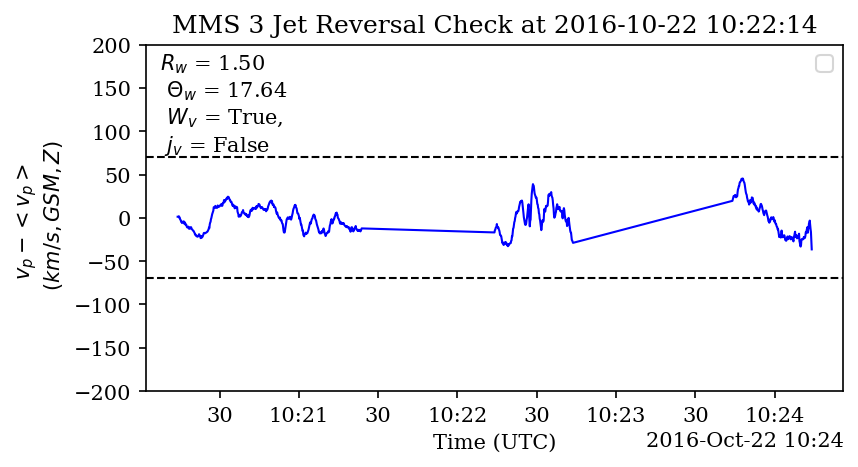 MMS 3 Jet Reversal Check at 2016-10-22 10:22:14
R_w = 1.50
Θ_w = 17.64
W_v = True,
j_v = False
v_p − < v_p >
(km/s, GSM, Z)
200
150
100
50
0
−50
−100
−150
−200
30 10:21 30 10:22 30 10:23 30 10:24
Time (UTC)
2016-Oct-22 10:24